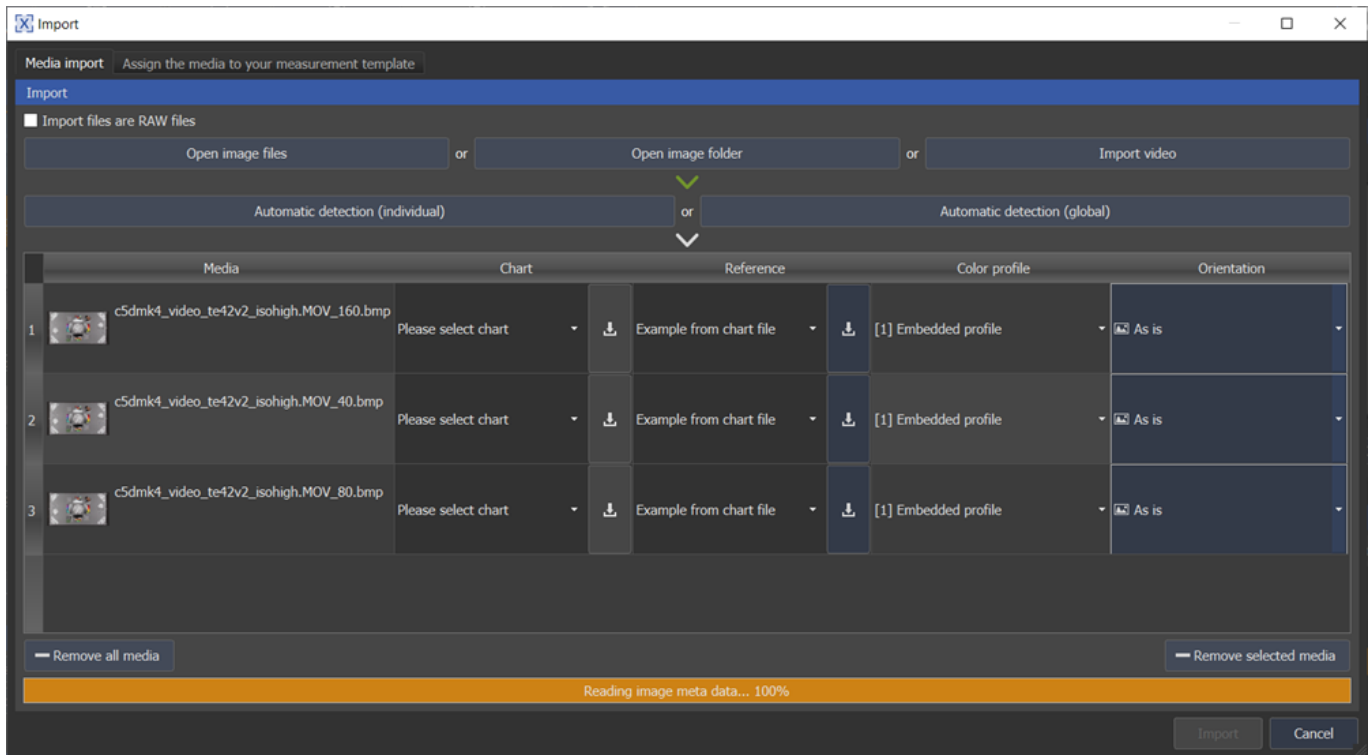 Import
Media import Assign the media to your measurement template
Import
Import files are RAW files
Open image files or Open image folder or Import video
Automatic detection (individual) or Automatic detection (global)
Media Chart Reference Color profile Orientation
1 c5dmk4_video_te42v2_isohigh.MOV_160.bmp Please select chart Example from chart file [1] Embedded profile As is
2 c5dmk4_video_te42v2_isohigh.MOV_40.bmp Please select chart Example from chart file [1] Embedded profile As is
3 c5dmk4_video_te42v2_isohigh.MOV_80.bmp Please select chart Example from chart file [1] Embedded profile As is
Remove all media Remove selected media
Reading image meta data... 100%
Import Cancel